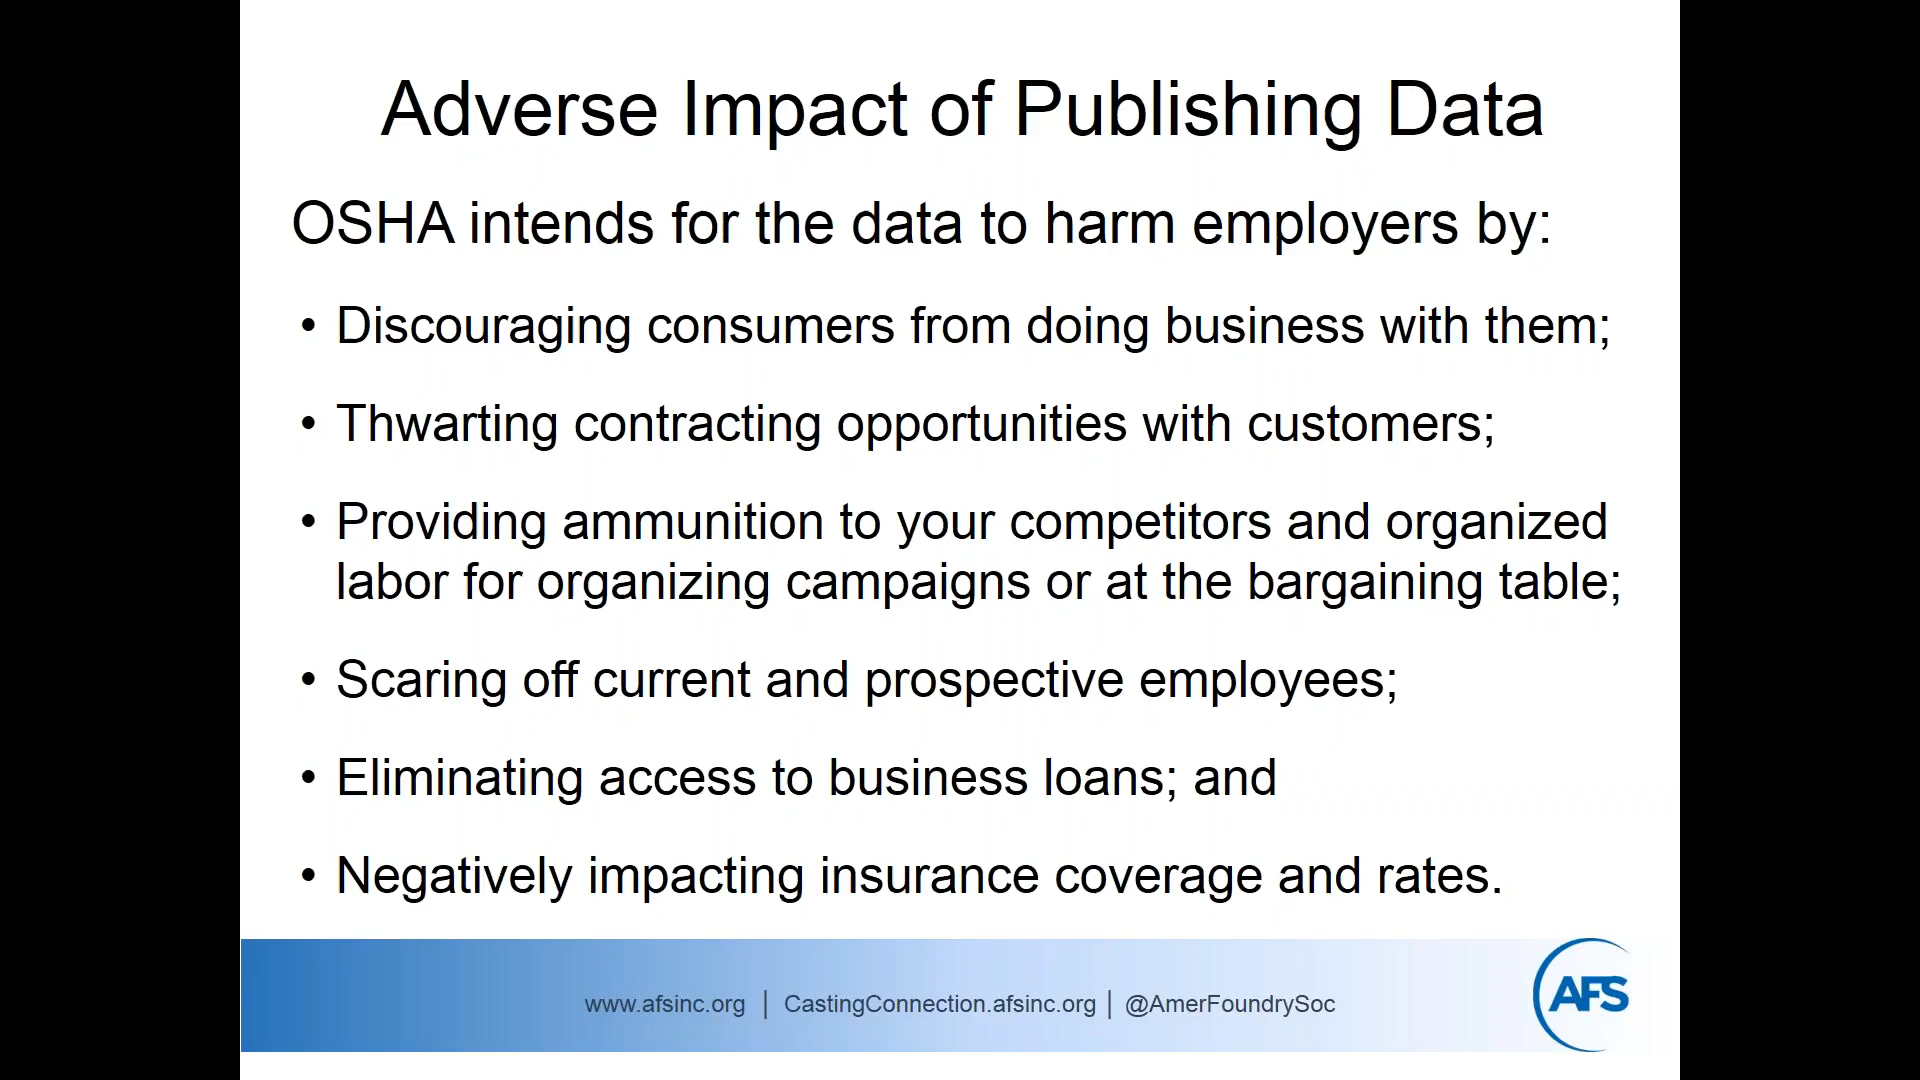 Adverse Impact of Publishing Data
OSHA intends for the data to harm employers by:
• Discouraging consumers from doing business with them;
• Thwarting contracting opportunities with customers;
• Providing ammunition to your competitors and organized
labor for organizing campaigns or at the bargaining table;
• Scaring off current and prospective employees;
• Eliminating access to business loans; and
• Negatively impacting insurance coverage and rates.
www.afsinc.org | CastingConnection.afsinc.org | @AmerFoundrySoc
AFS